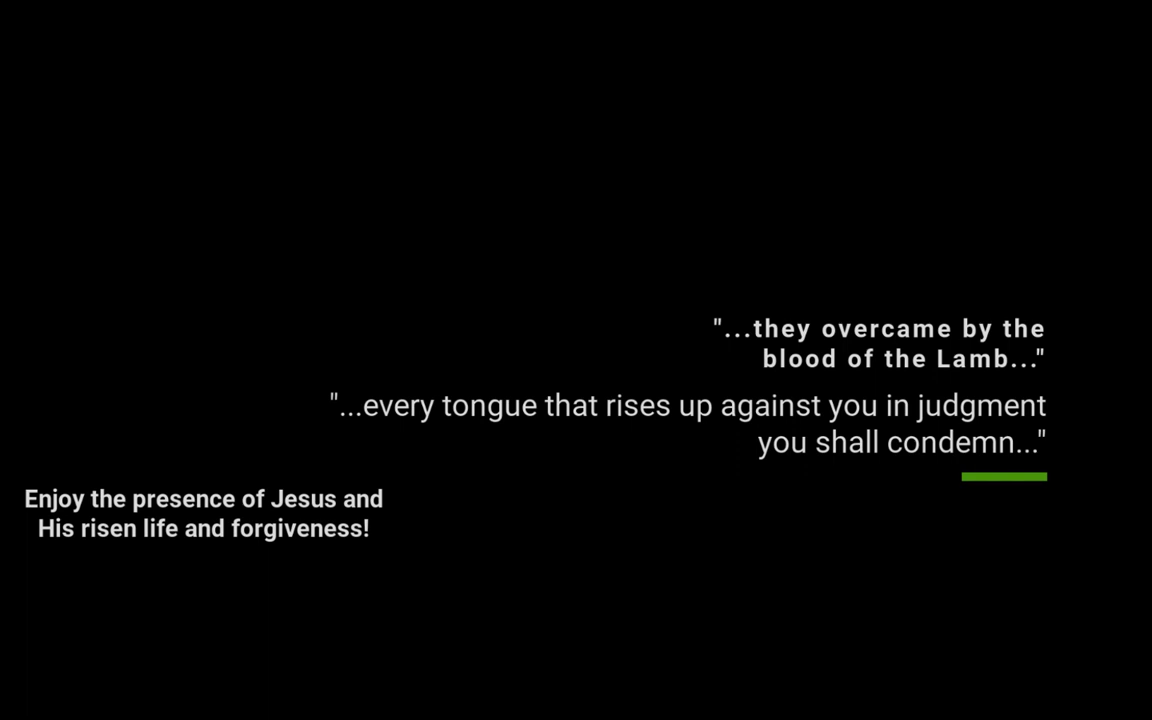 "...they overcame by the
blood of the Lamb..."
"...every tongue that rises up against you in judgment
you shall condemn..."
Enjoy the presence of Jesus and
His risen life and forgiveness!